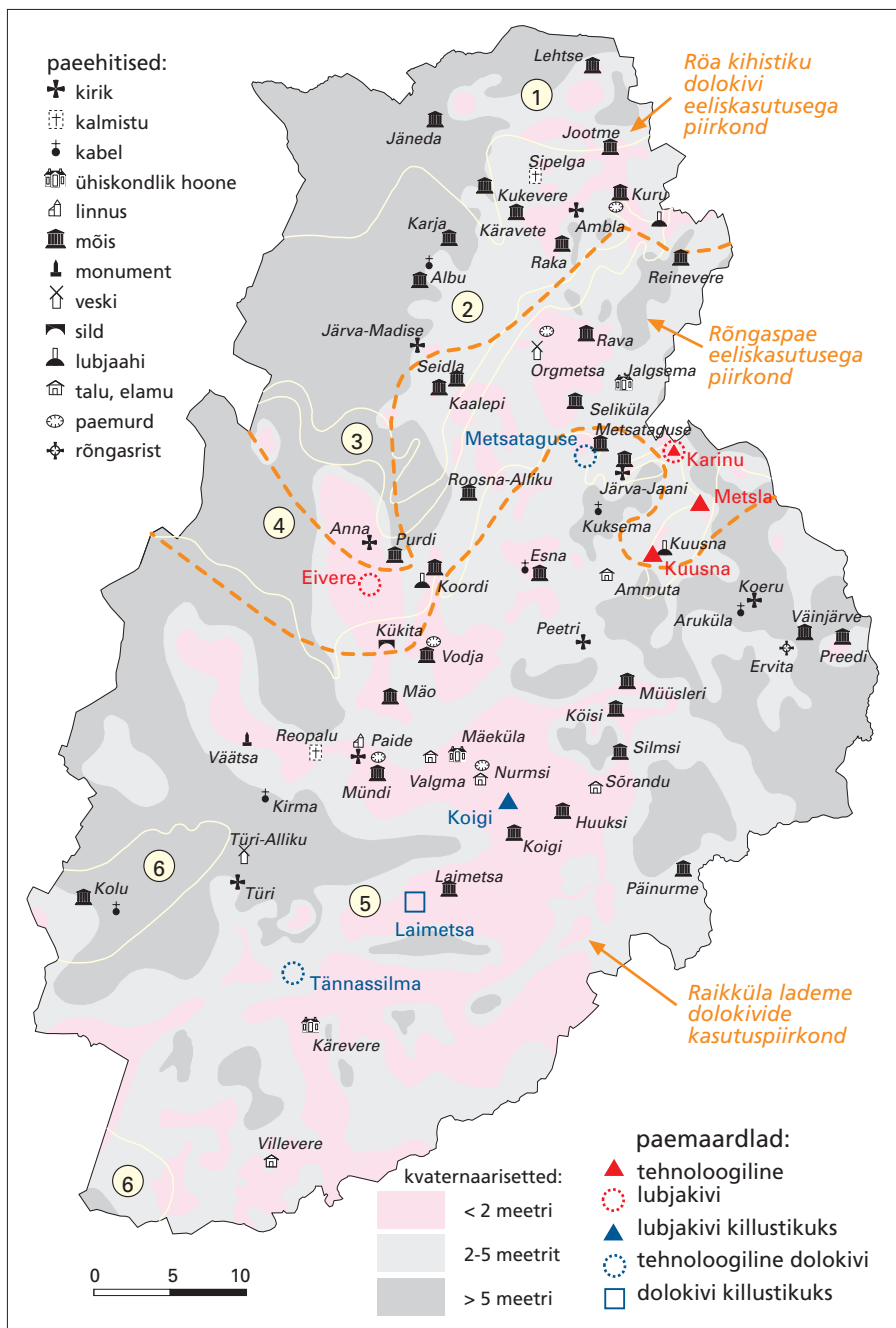 paeehitised:
kirik
kalmistu
kabel
ühiskondlik hoone
linnus
mõis
monument
veski
sild
lubjaahi
talu, elamu
paemurd
rõngasrist
Lehtse
1
Röa kihistiku
dolokivi
eeliskasutusega
piirkond
Jäneda
Jootme
Sipelga
Kukevere
Kuru
Käravete
Ambla
Karja
Raka
Reinevere
Albu
2
Järva-Madise
Rava
Rõngaspae
eeliskasutusega
piirkond
Orgmetsa
Jalgsema
Seidla
Kaalepi
Seliküla
3
Metsataguse
Metsataguse
Karinu
Järva-Jaani
Roosna-Alliku
Metsla
4
Kuksema
Anna
Purdi
Kuusna
Esna
Kuusna
Eivere
Koordi
Ammuta
Koeru
Aruküla
Väinjärve
Kükita
Peetri
Vodja
Ervita
Preedi
Mäo
Müüsleri
Köisi
Reopalu
Paide
Mäeküla
Silmsi
Väätsa
Valgma
Nurmsi
Sõrandu
Mündi
Kirma
Koigi
Huuksi
Koigi
Türi-Alliku
6
Laimetsa
Päinurme
Kolu
Türi
5
Laimetsa
Tännassilma
Raikküla lademe
dolokivide
kasutuspiirkond
Kärevere
Villevere
6
kvaternaarisetted:
< 2 meetri
2-5 meetrit
> 5 meetri
paemaardlad:
tehnoloogiline
lubjakivi
lubjakivi killustikuks
tehnoloogiline dolokivi
dolokivi killustikuks
0 5 10